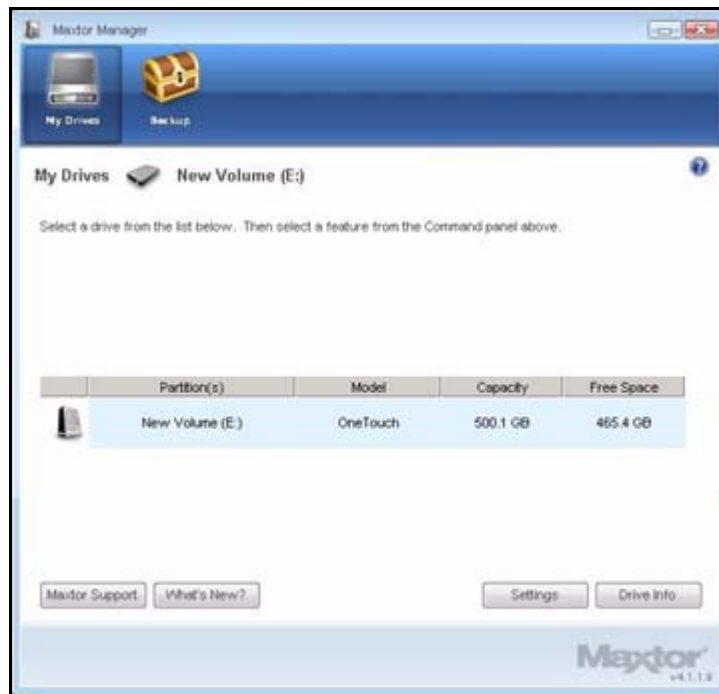 Maxtor Manager
My Drives
Backup
My Drives New Volume (E:)
Select a drive from the list below. Then select a feature from the Command panel above.
Partition(s) Model Capacity Free Space
New Volume (E:) OneTouch 500.1 GB 465.4 GB
Maxtor Support What's New? Settings Drive Info
Maxtor